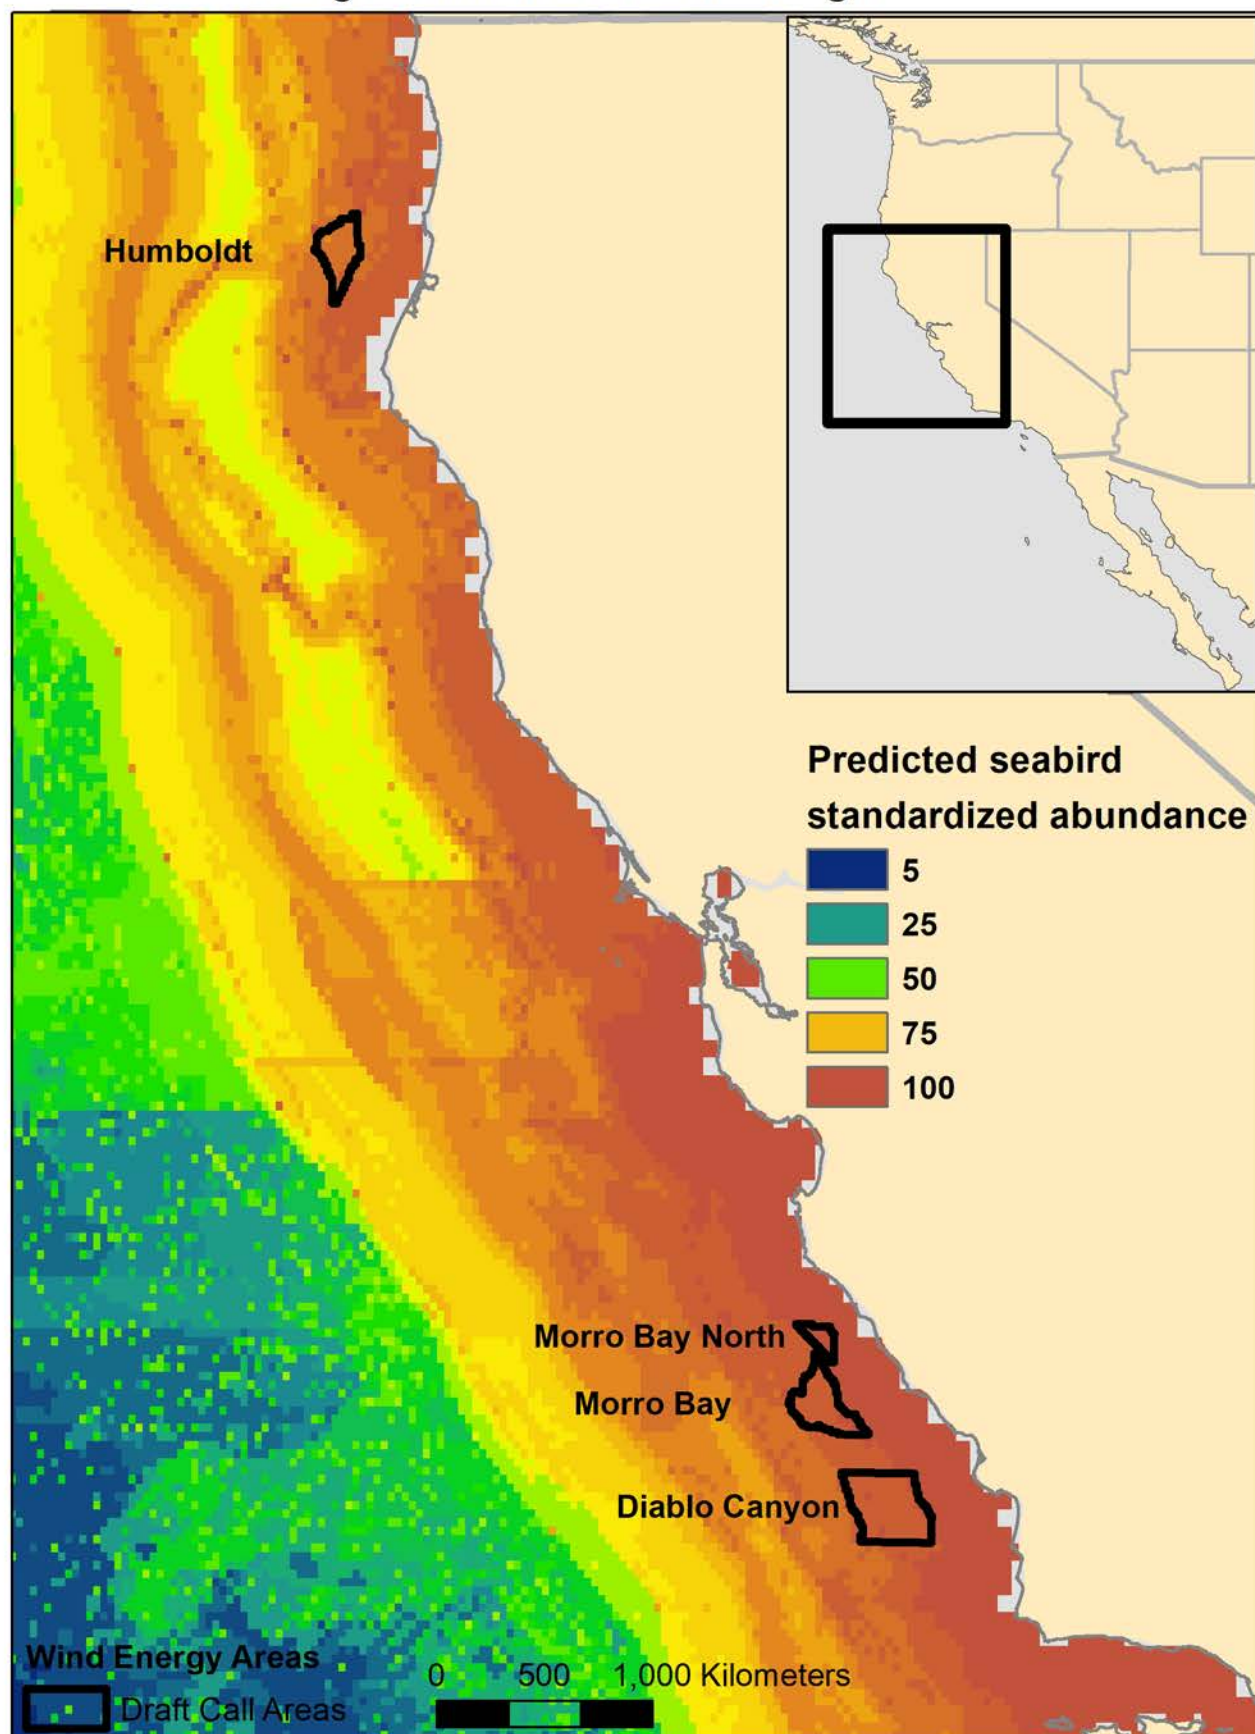 Humboldt
Predicted seabird
standardized abundance
5
25
50
75
100
Morro Bay North
Morro Bay
Diablo Canyon
Wind Energy Areas
Draft Call Areas
0 500 1,000 Kilometers